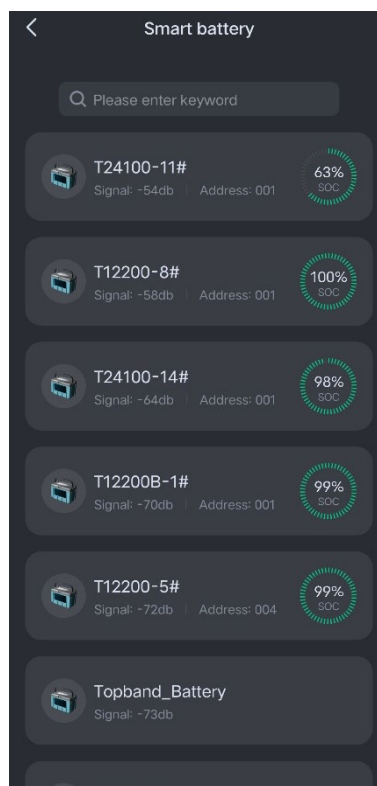 Smart battery
Please enter keyword
T24100-11#
63%
Signal: -54db | Address: 001
SOC
T12200-8#
100%
Signal: -58db | Address: 001
SOC
T24100-14#
98%
Signal: -64db | Address: 001
SOC
T12200B-1#
99%
Signal: -70db | Address: 001
SOC
T12200-5#
99%
Signal: -72db | Address: 004
SOC
Topband_Battery
Signal: -73db